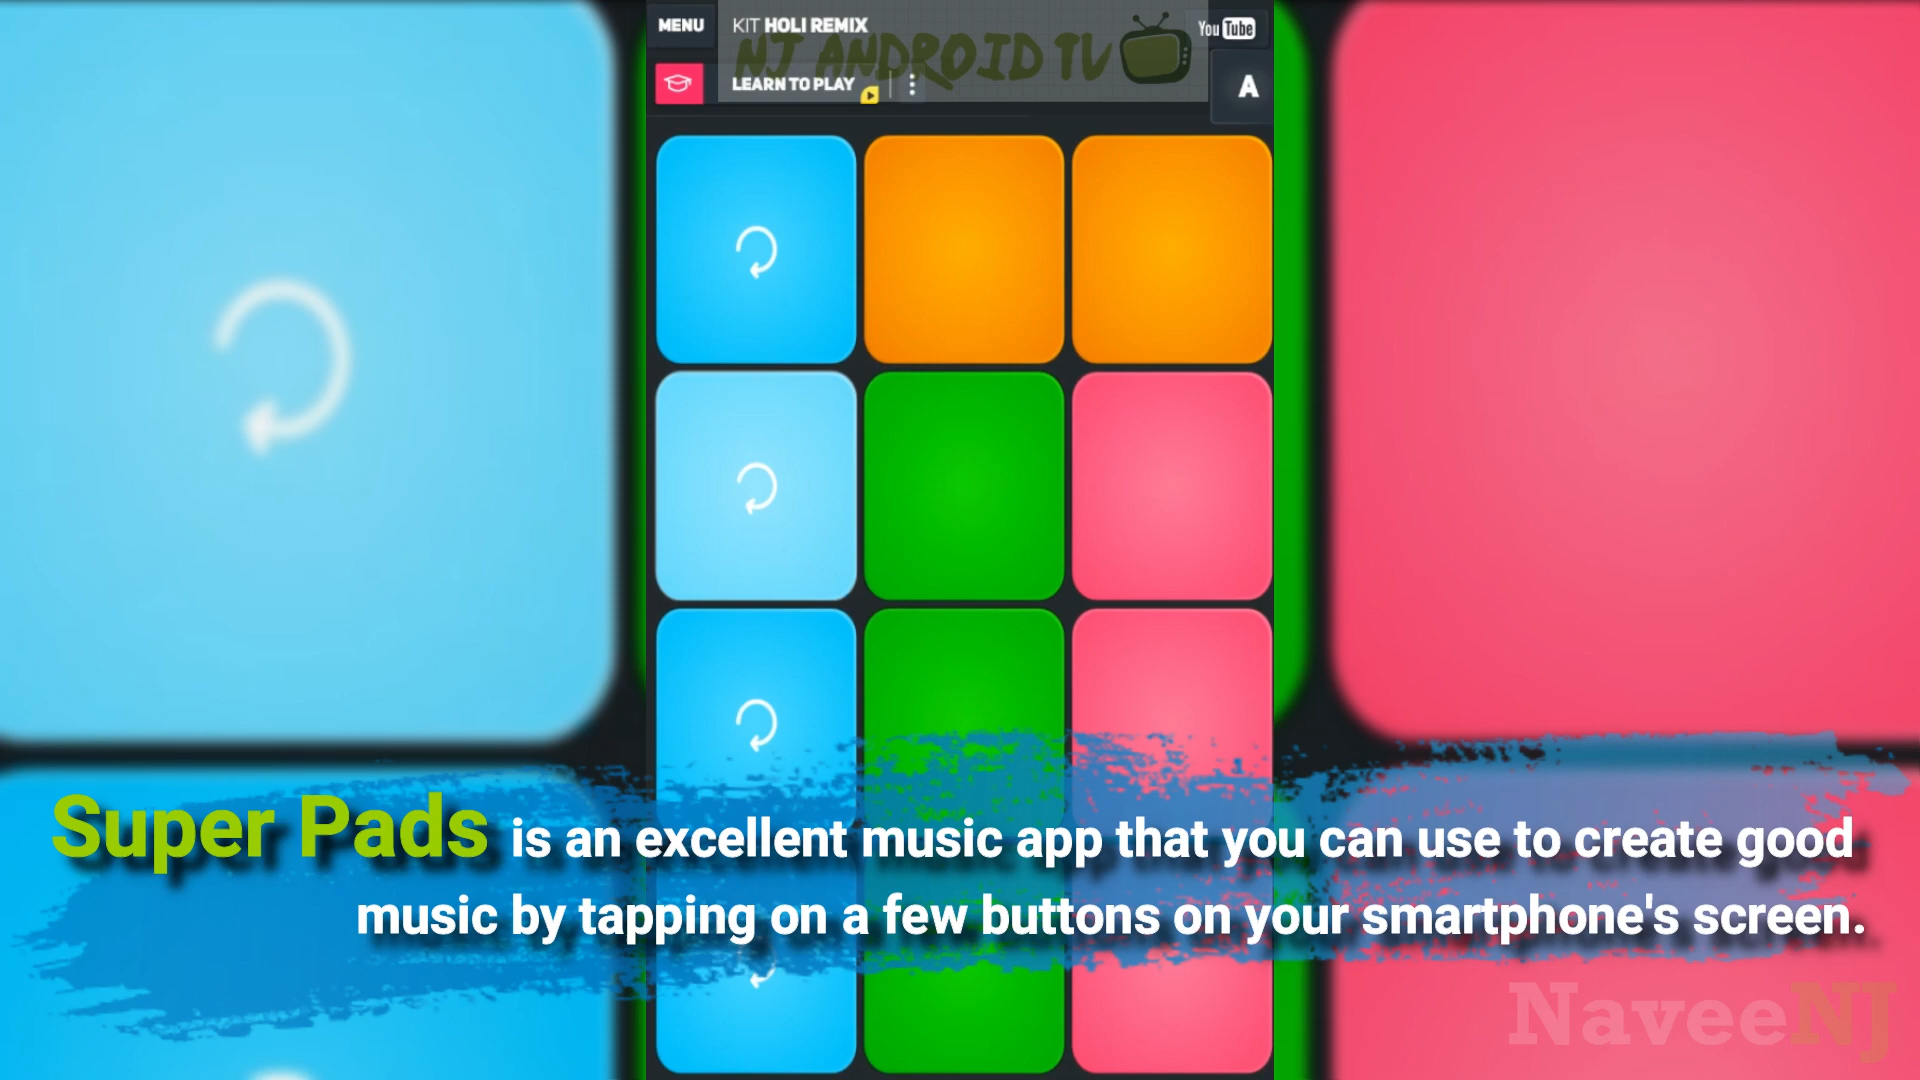 MENU KIT HOLI REMIX
You Tube
NJ ANDROID TV
LEARN TO PLAY
A
Super Pads is an excellent music app that you can use to create good
music by tapping on a few buttons on your smartphone's screen.
NaveeNJ